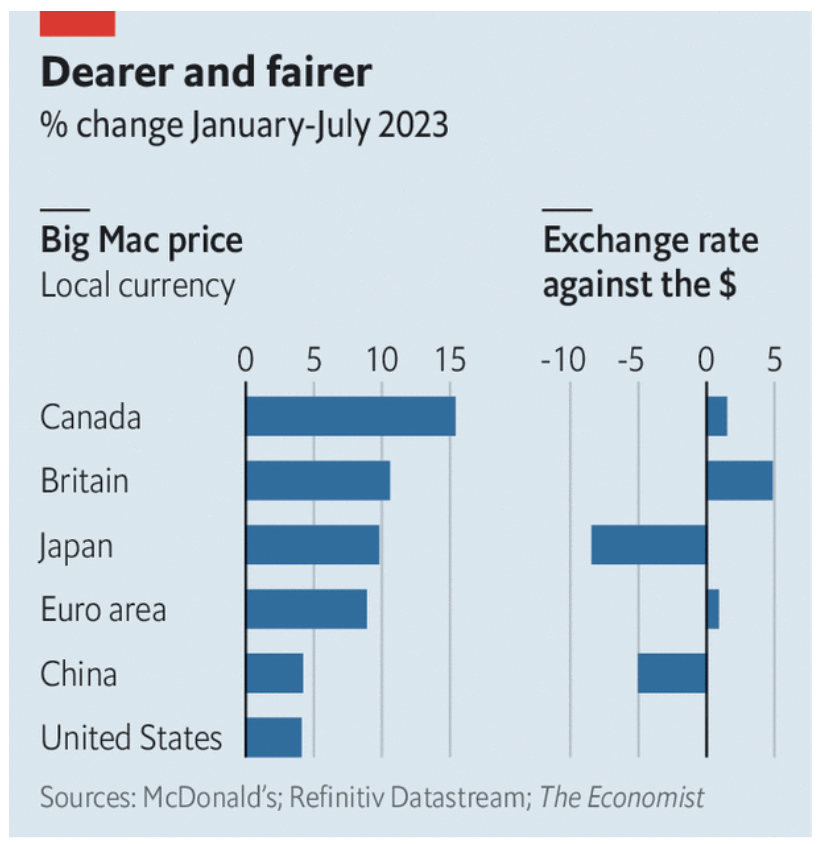 Dearer and fairer
% change January-July 2023
Big Mac price
Local currency
Exchange rate
against the $
0 5 10 15
-10 -5 0 5
Canada
Britain
Japan
Euro area
China
United States
Sources: McDonald's; Refinitiv Datastream; The Economist